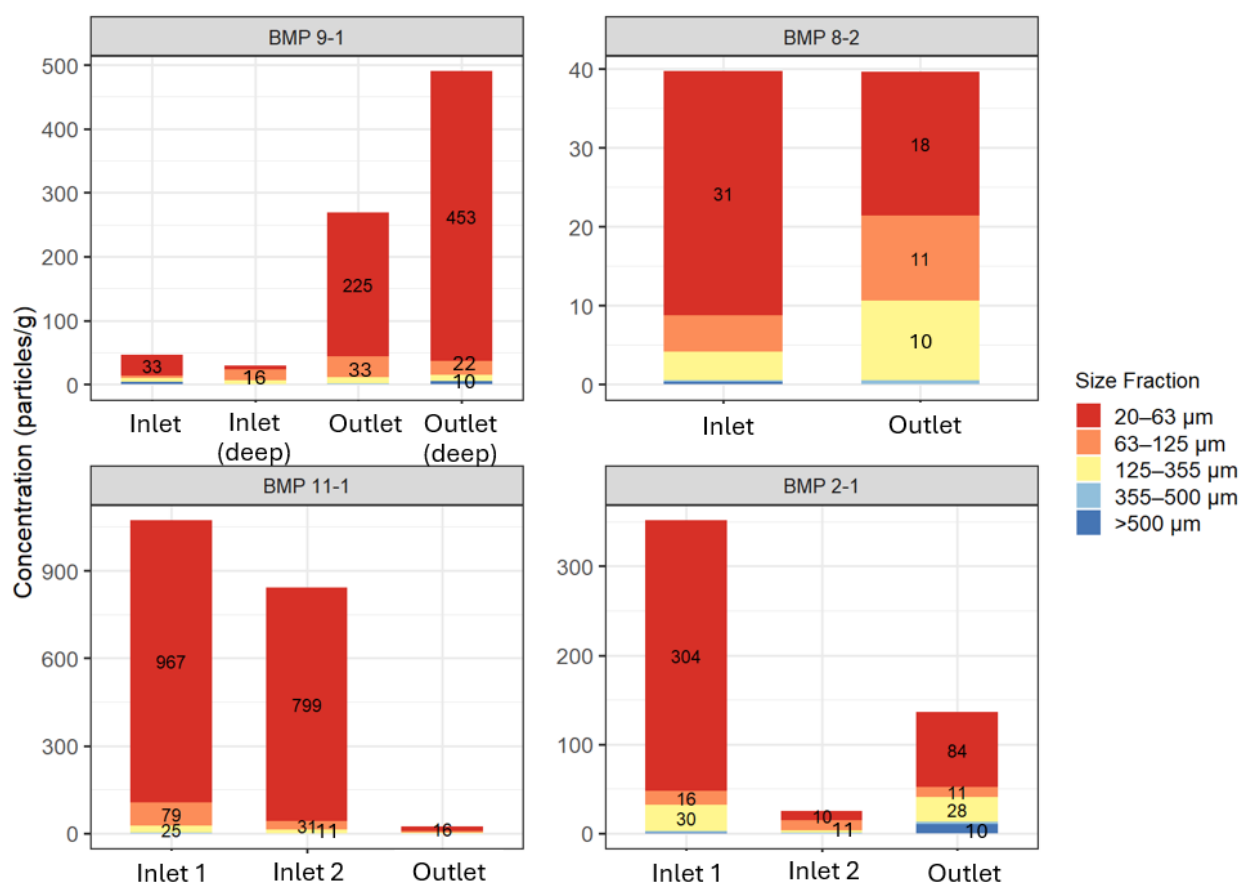 BMP 9-1
BMP 8-2
Concentration (particles/g)
500
400
300
200
100
0
33
16
225
33
453
22
10
Inlet
Inlet
(deep)
Outlet
Outlet
(deep)
40
30
20
10
0
31
18
11
10
Inlet
Outlet
BMP 11-1
BMP 2-1
900
600
300
0
967
79
25
799
31
11
16
Inlet 1
Inlet 2
Outlet
300
200
100
0
304
16
30
10
11
84
11
28
10
Inlet 1
Inlet 2
Outlet
Size Fraction
20–63 µm
63–125 µm
125–355 µm
355–500 µm
>500 µm